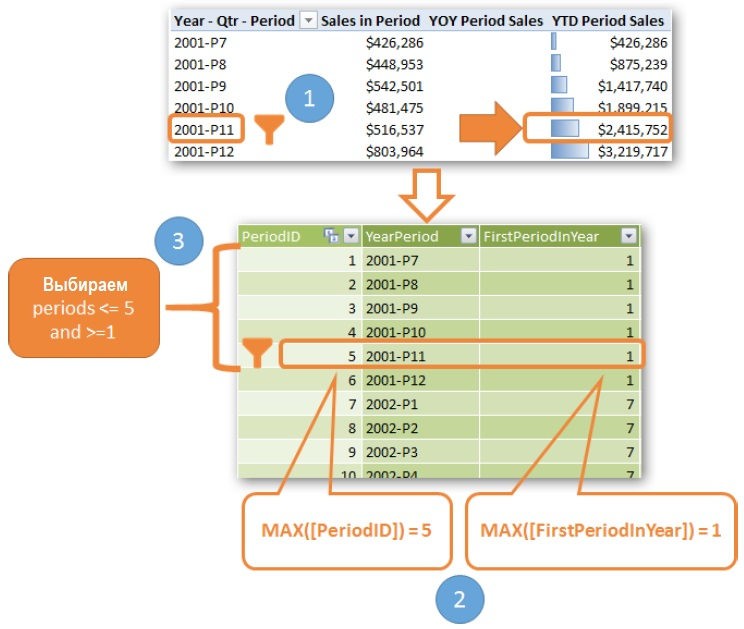 Year - Qtr - Period Sales in Period YOY Period Sales YTD Period Sales
2001-P7 $426,286 $426,286
2001-P8 $448,953 $875,239
2001-P9 $542,501 $1,417,740
2001-P10 $481,475 $1,899,215
2001-P11 $516,537 $2,415,752
2001-P12 $803,964 $3,219,717
1
3
Выбираем
periods <= 5
and >=1
PeriodID YearPeriod FirstPeriodInYear
1 2001-P7 1
2 2001-P8 1
3 2001-P9 1
4 2001-P10 1
5 2001-P11 1
6 2001-P12 1
7 2002-P1 7
8 2002-P2 7
9 2002-P3 7
10 2002-P4 7
MAX([PeriodID]) = 5
MAX([FirstPeriodInYear]) = 1
2